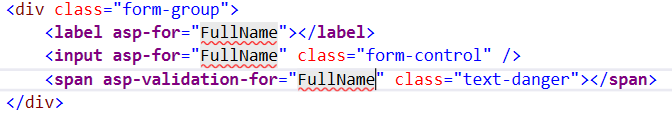 <div class="form-group">
    <label asp-for="FullName"></label>
    <input asp-for="FullName" class="form-control" />
    <span asp-validation-for="FullName" class="text-danger"></span>
</div>